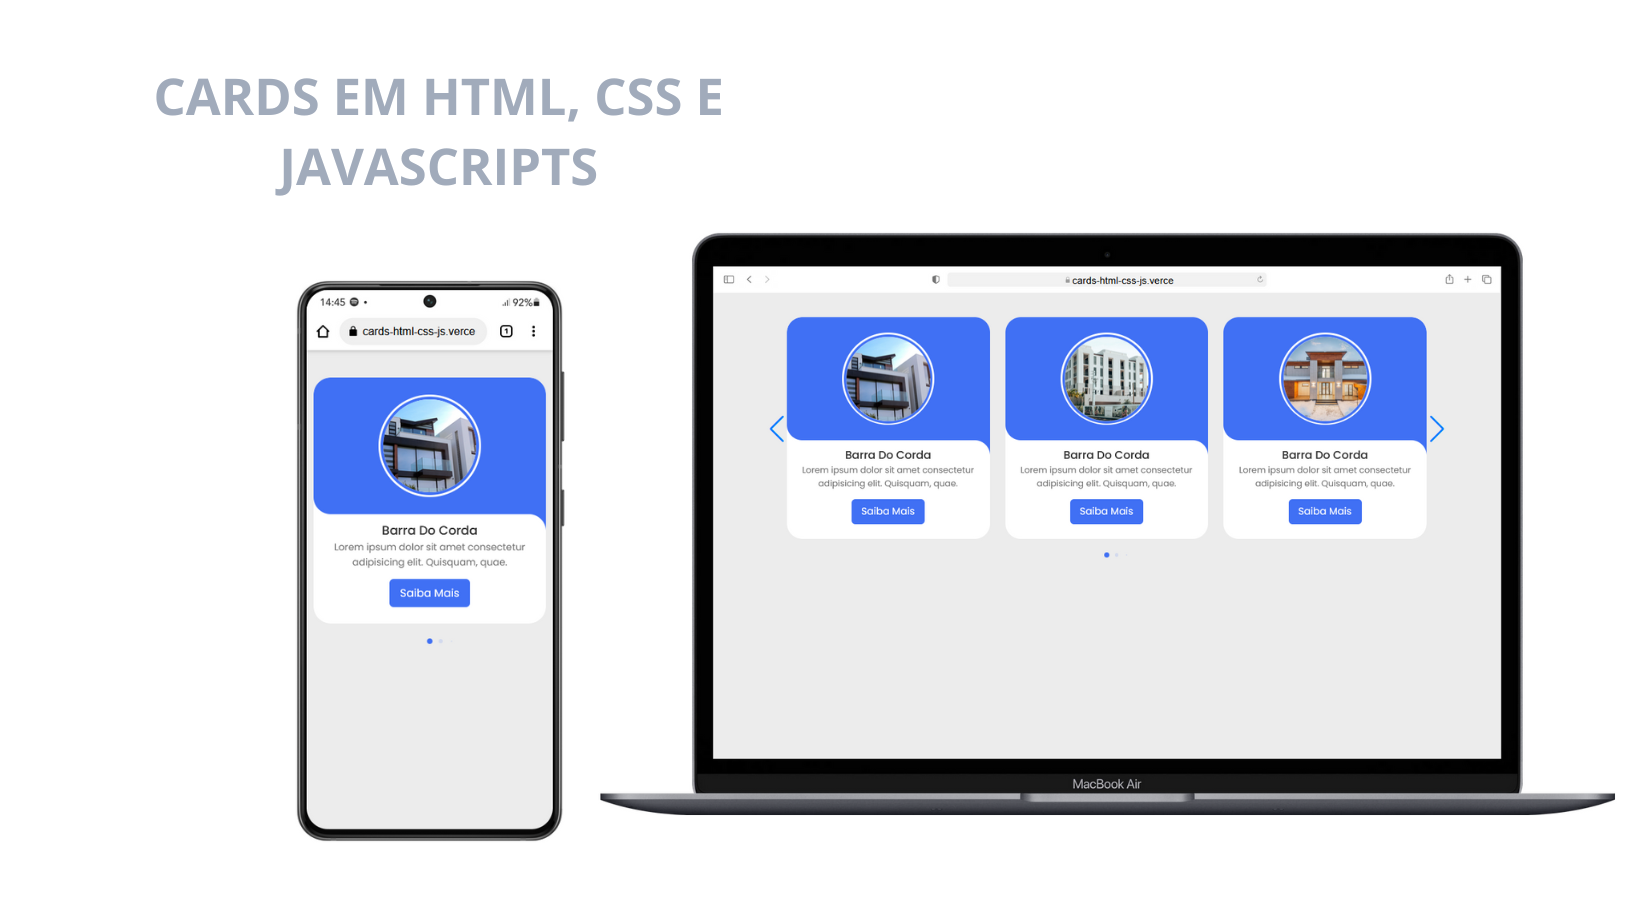 CARDS EM HTML, CSS E
JAVASCRIPTS
14:45
92%
cards-html-css-js.verce
1
Barra Do Corda
Lorem ipsum dolor sit amet consectetur
adipisicing elit. Quisquam, quae.
Saiba Mais
cards-html-css-js.verce
Barra Do Corda
Lorem ipsum dolor sit amet consectetur
adipisicing elit. Quisquam, quae.
Saiba Mais
Barra Do Corda
Lorem ipsum dolor sit amet consectetur
adipisicing elit. Quisquam, quae.
Saiba Mais
Barra Do Corda
Lorem ipsum dolor sit amet consectetur
adipisicing elit. Quisquam, quae.
Saiba Mais
MacBook Air